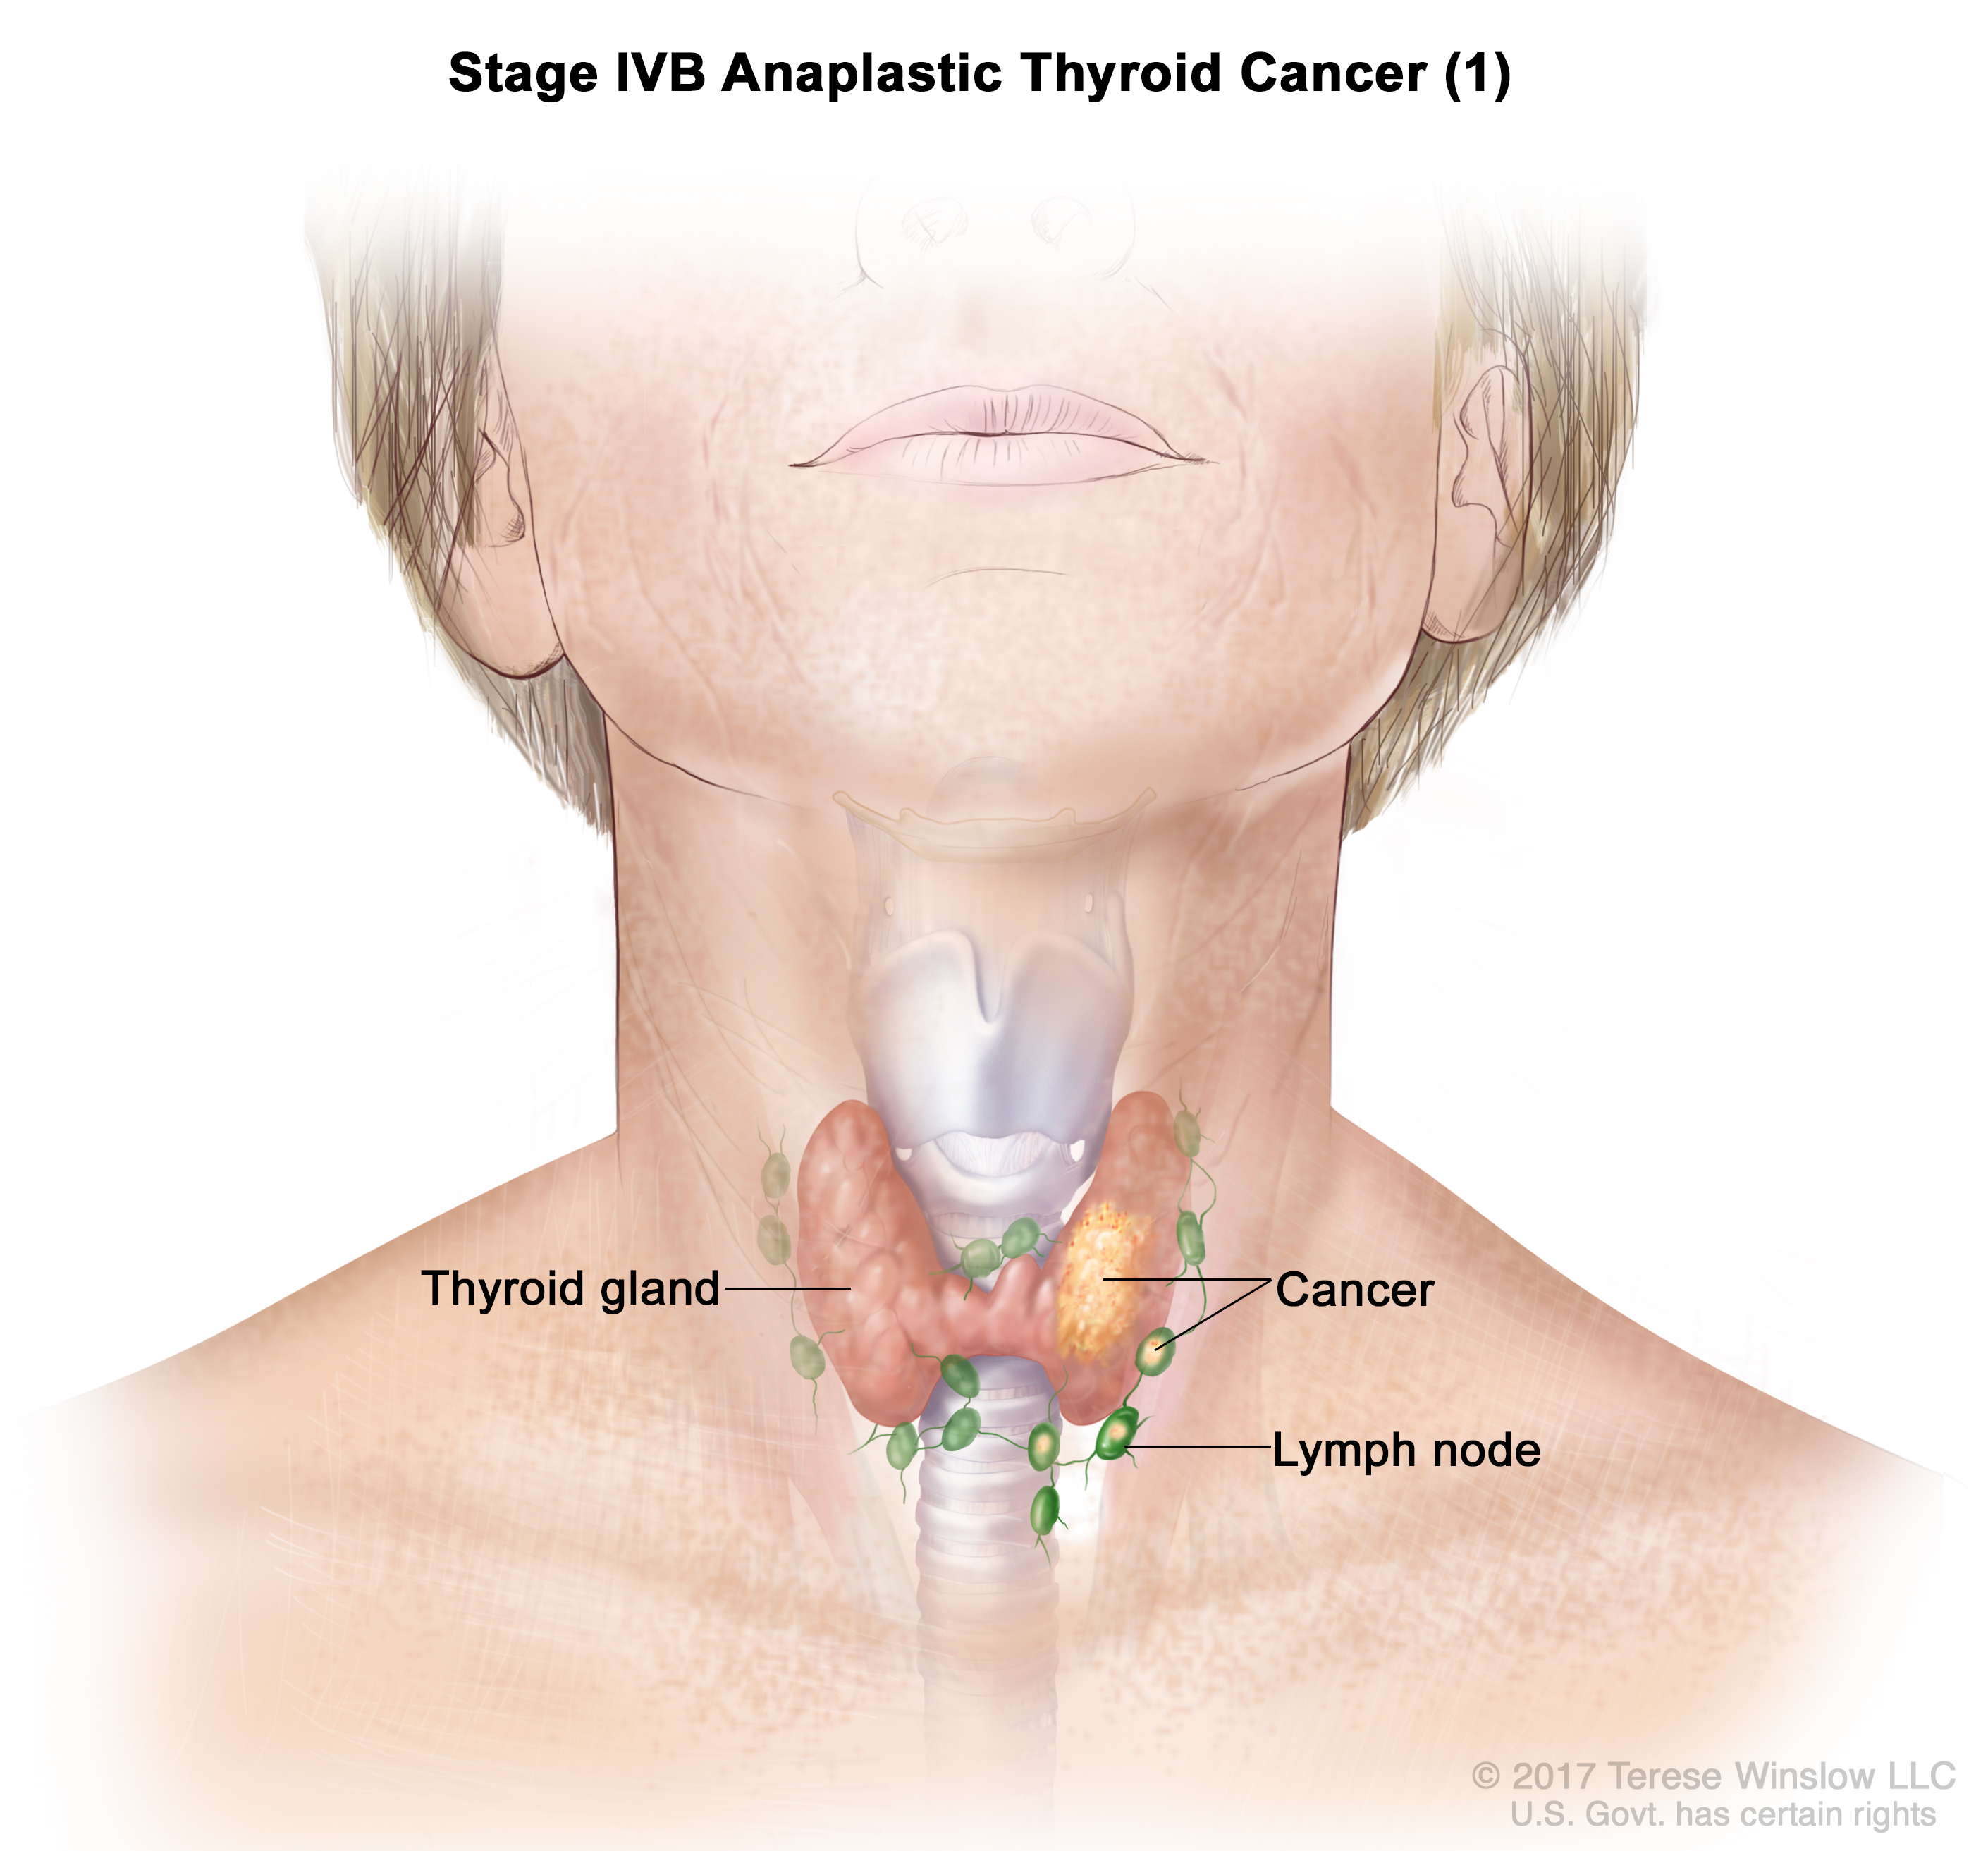 Stage IVB Anaplastic Thyroid Cancer (1)
Thyroid gland
Cancer
Lymph node
© 2017 Terese Winslow LLC
U.S. Govt. has certain rights